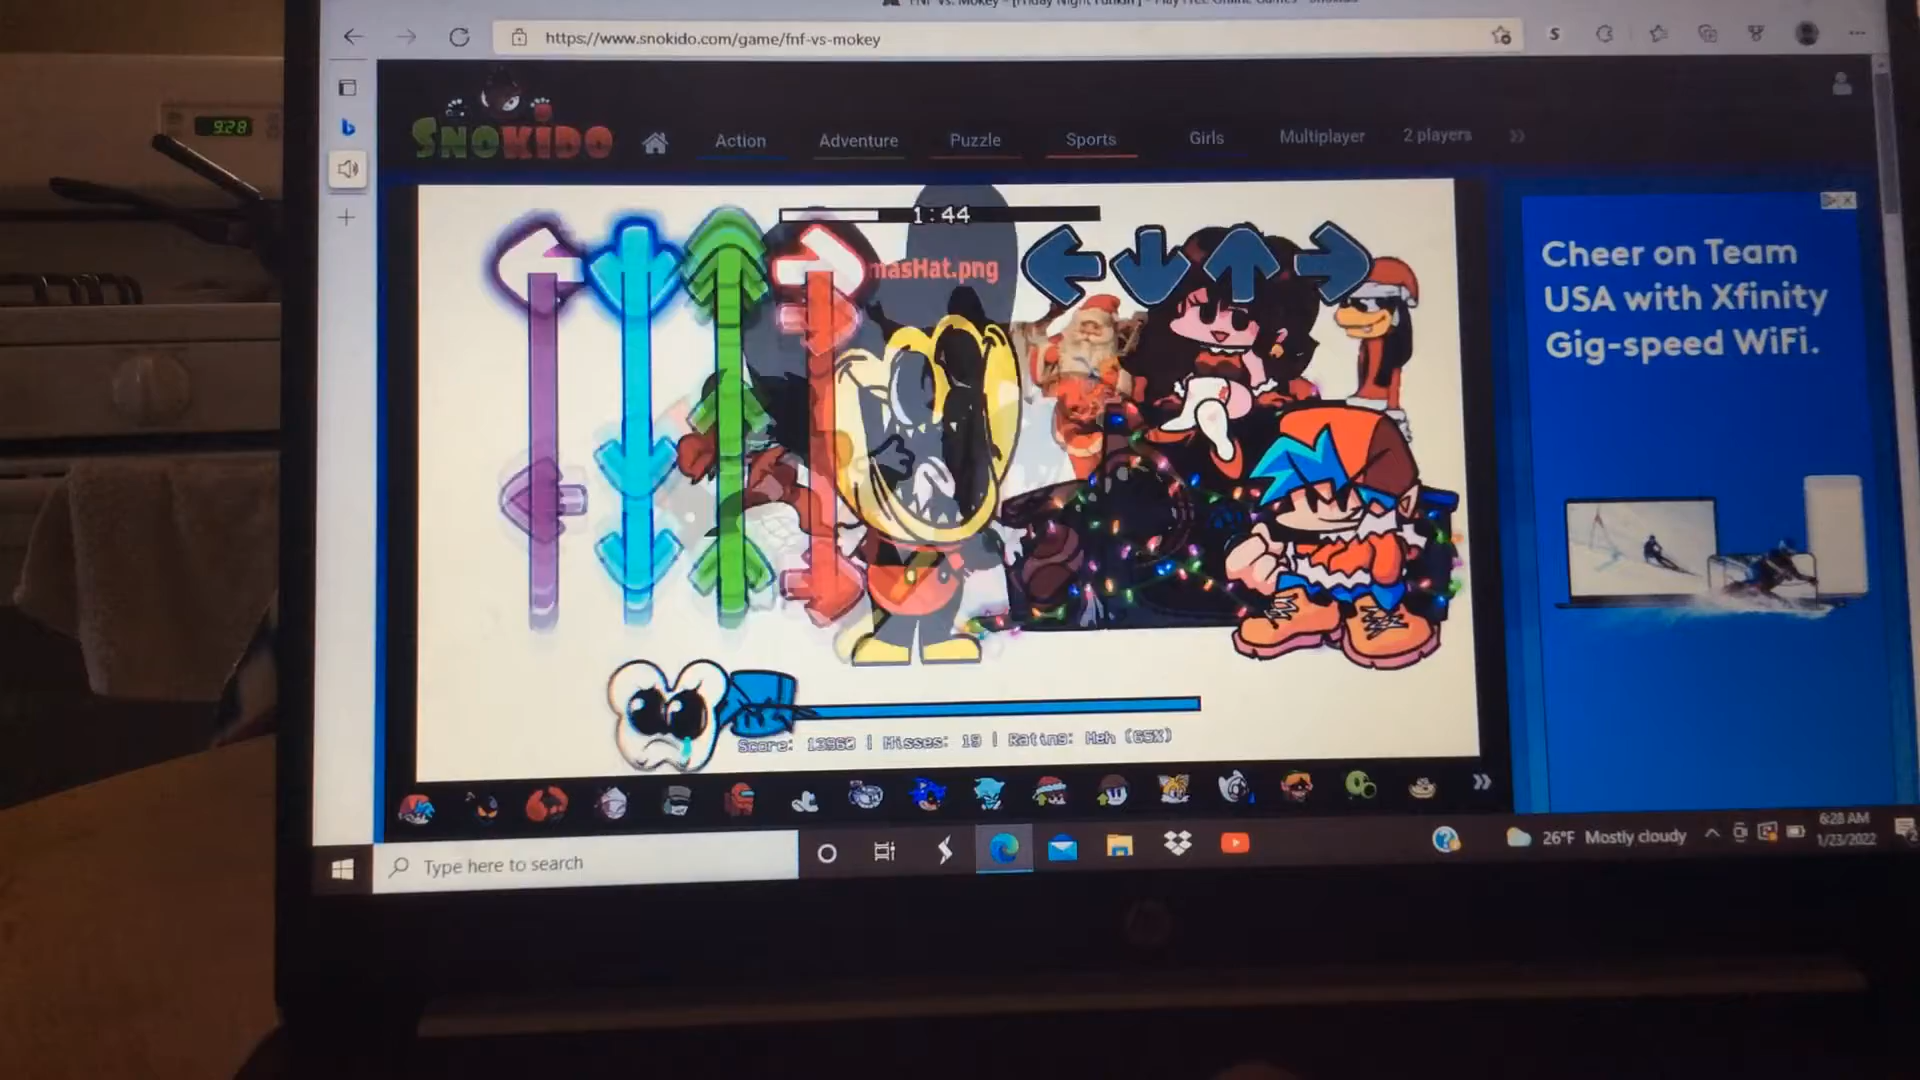 https://www.snokido.com/game/fnf-vs-mokey
9:28
SNOKIDO
Action
Adventure
Puzzle
Sports
Girls
Multiplayer
2 players
1:44
masHat.png
Cheer on Team
USA with Xfinity
Gig-speed WiFi.
Score: 13960 | Misses: 19 | Rating: Meh (65%)
Type here to search
26°F Mostly cloudy
6:28 AM
1/23/2022